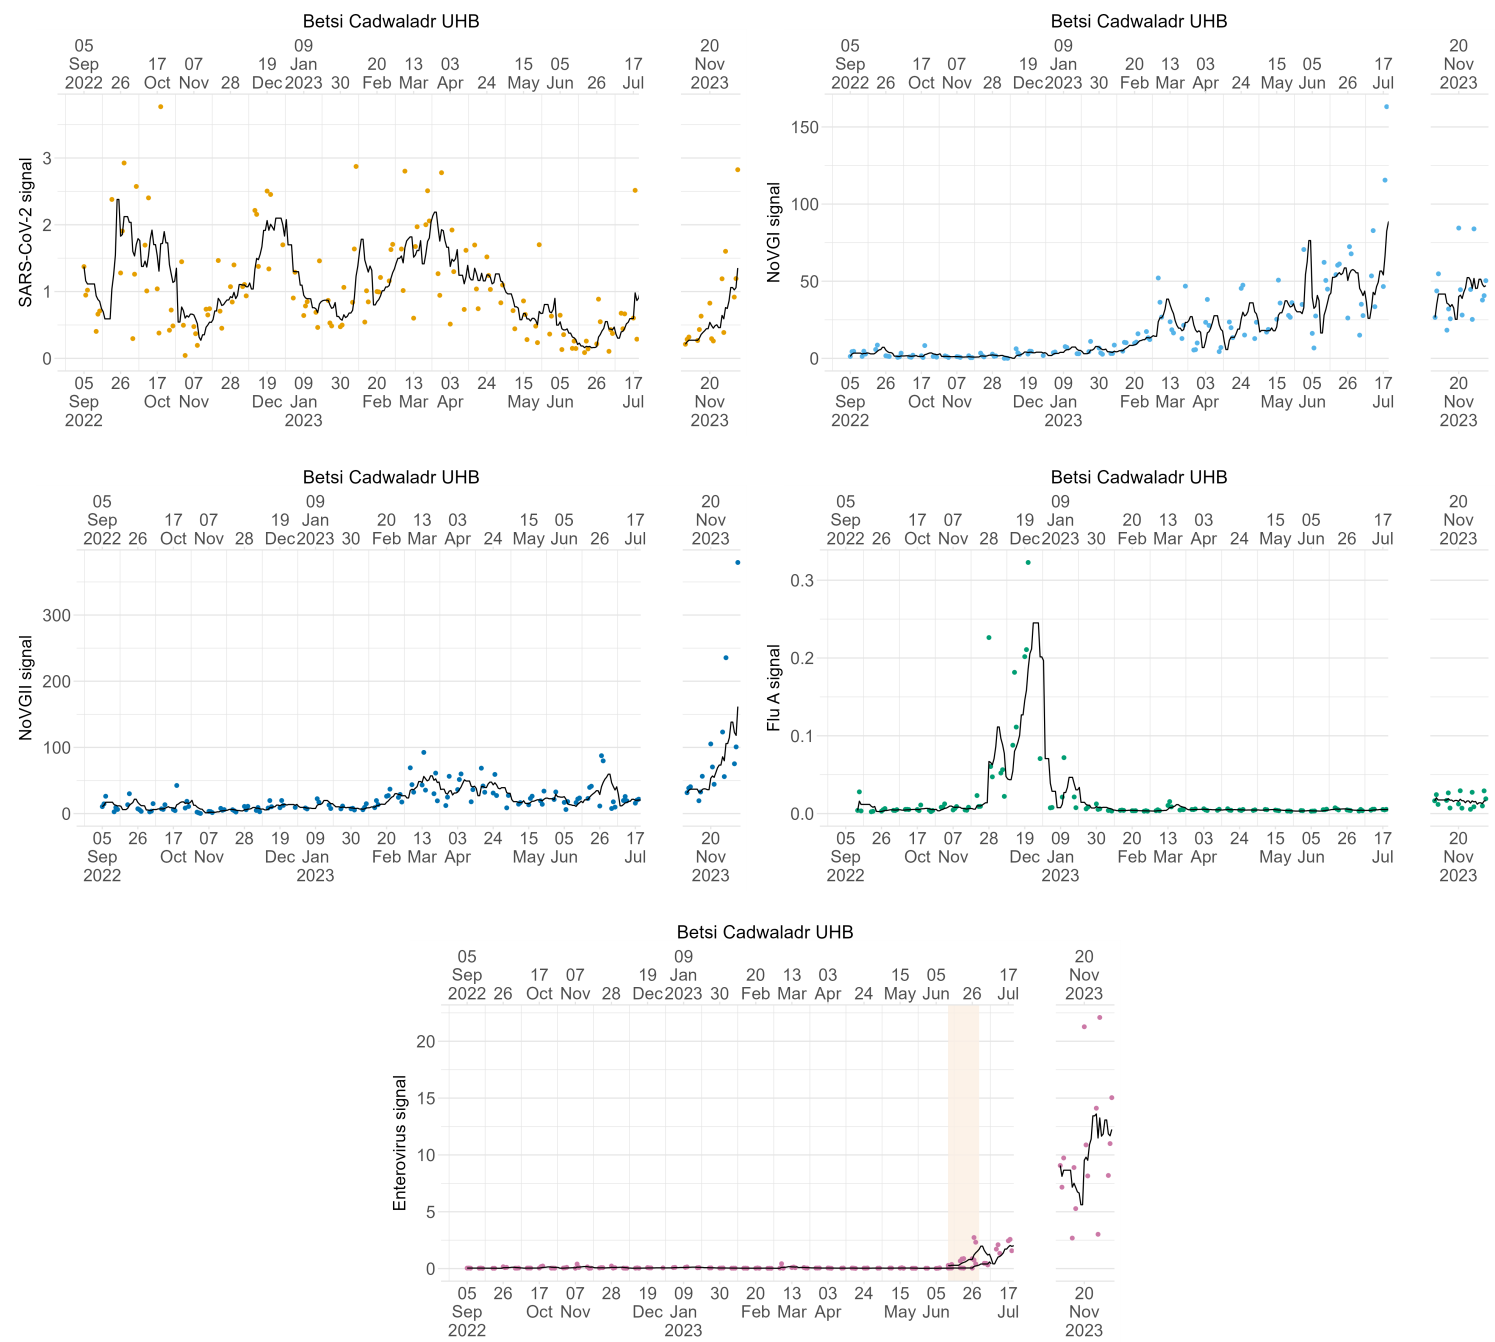 Betsi Cadwaladr UHB
05 09 20
Sep 17 07 19 Jan 20 13 03 15 05 17 Nov
2022 26 Oct Nov 28 Dec 2023 30 Feb Mar Apr 24 May Jun 26 Jul 2023
SARS-CoV-2 signal
3
2
1
0
05 26 17 07 28 19 09 30 20 13 03 24 15 05 26 17 20
Sep Oct Nov Dec Jan Feb Mar Apr May Jun Jul Nov
2022 2023 2023
Betsi Cadwaladr UHB
05 09 20
Sep 17 07 19 Jan 20 13 03 15 05 17 Nov
2022 26 Oct Nov 28 Dec 2023 30 Feb Mar Apr 24 May Jun 26 Jul 2023
NoVGI signal
150
100
50
0
05 26 17 07 28 19 09 30 20 13 03 24 15 05 26 17 20
Sep Oct Nov Dec Jan Feb Mar Apr May Jun Jul Nov
2022 2023 2023
Betsi Cadwaladr UHB
05 09 20
Sep 17 07 19 Jan 20 13 03 15 05 17 Nov
2022 26 Oct Nov 28 Dec 2023 30 Feb Mar Apr 24 May Jun 26 Jul 2023
NoVGII signal
300
200
100
0
05 26 17 07 28 19 09 30 20 13 03 24 15 05 26 17 20
Sep Oct Nov Dec Jan Feb Mar Apr May Jun Jul Nov
2022 2023 2023
Betsi Cadwaladr UHB
05 09 20
Sep 17 07 19 Jan 20 13 03 15 05 17 Nov
2022 26 Oct Nov 28 Dec 2023 30 Feb Mar Apr 24 May Jun 26 Jul 2023
Flu A signal
0.3
0.2
0.1
0.0
05 26 17 07 28 19 09 30 20 13 03 24 15 05 26 17 20
Sep Oct Nov Dec Jan Feb Mar Apr May Jun Jul Nov
2022 2023 2023
Betsi Cadwaladr UHB
05 09 20
Sep 17 07 19 Jan 20 13 03 15 05 17 Nov
2022 26 Oct Nov 28 Dec 2023 30 Feb Mar Apr 24 May Jun 26 Jul 2023
Enterovirus signal
20
15
10
5
0
05 26 17 07 28 19 09 30 20 13 03 24 15 05 26 17 20
Sep Oct Nov Dec Jan Feb Mar Apr May Jun Jul Nov
2022 2023 2023